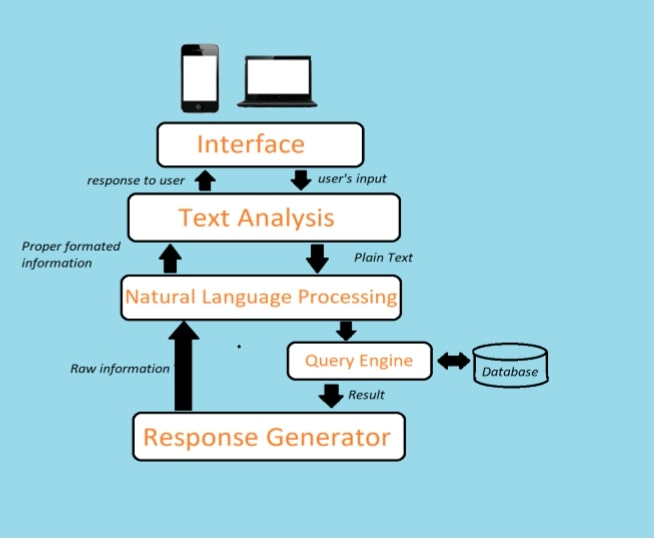 Interface
response to user
user's input
Text Analysis
Proper formated
information
Plain Text
Natural Language Processing
Query Engine
Database
Raw information
Result
Response Generator